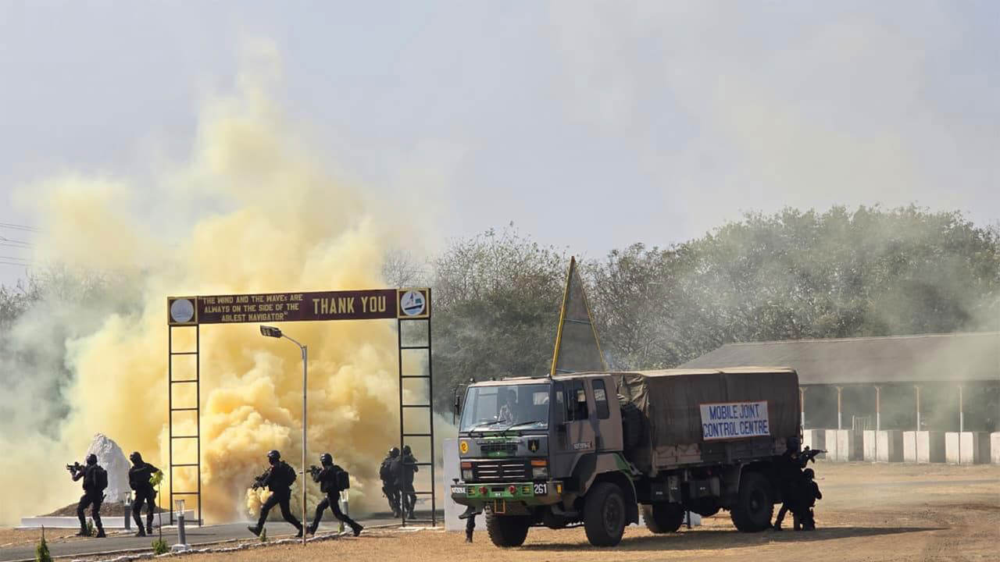 "THE WIND AND THE WAVES ARE
ALWAYS ON THE SIDE OF THE
ABLEST NAVIGATOR"
THANK YOU
MOBILE JOINT
CONTROL CENTRE
2
261